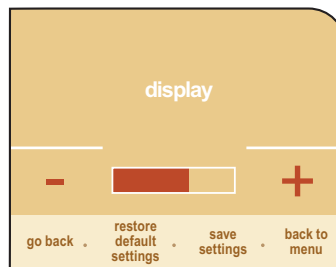 display
- +
go back . restore default settings . save settings . back to menu